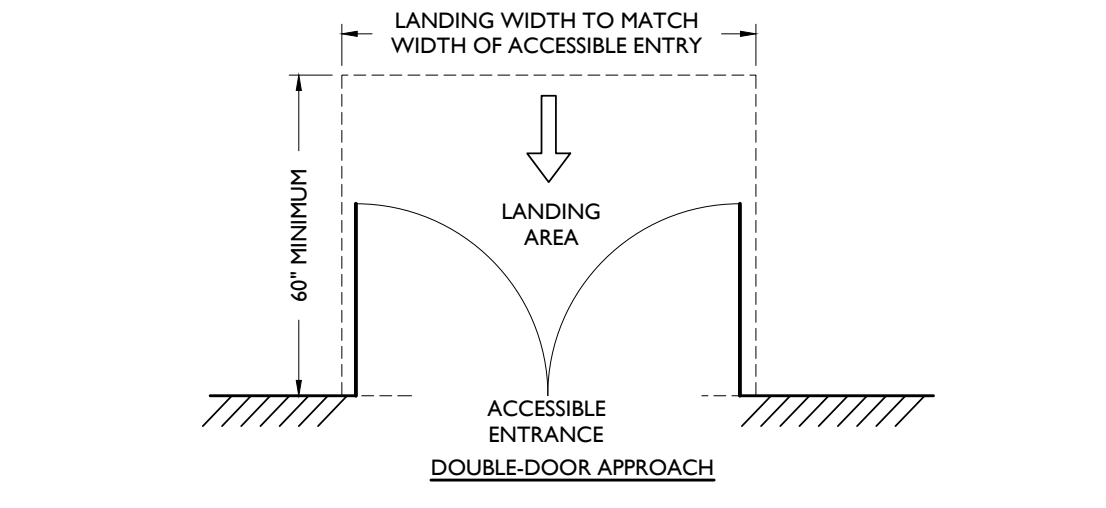 LANDING WIDTH TO MATCH
WIDTH OF ACCESSIBLE ENTRY
60" MINIMUM
LANDING
AREA
ACCESSIBLE
ENTRANCE
DOUBLE-DOOR APPROACH